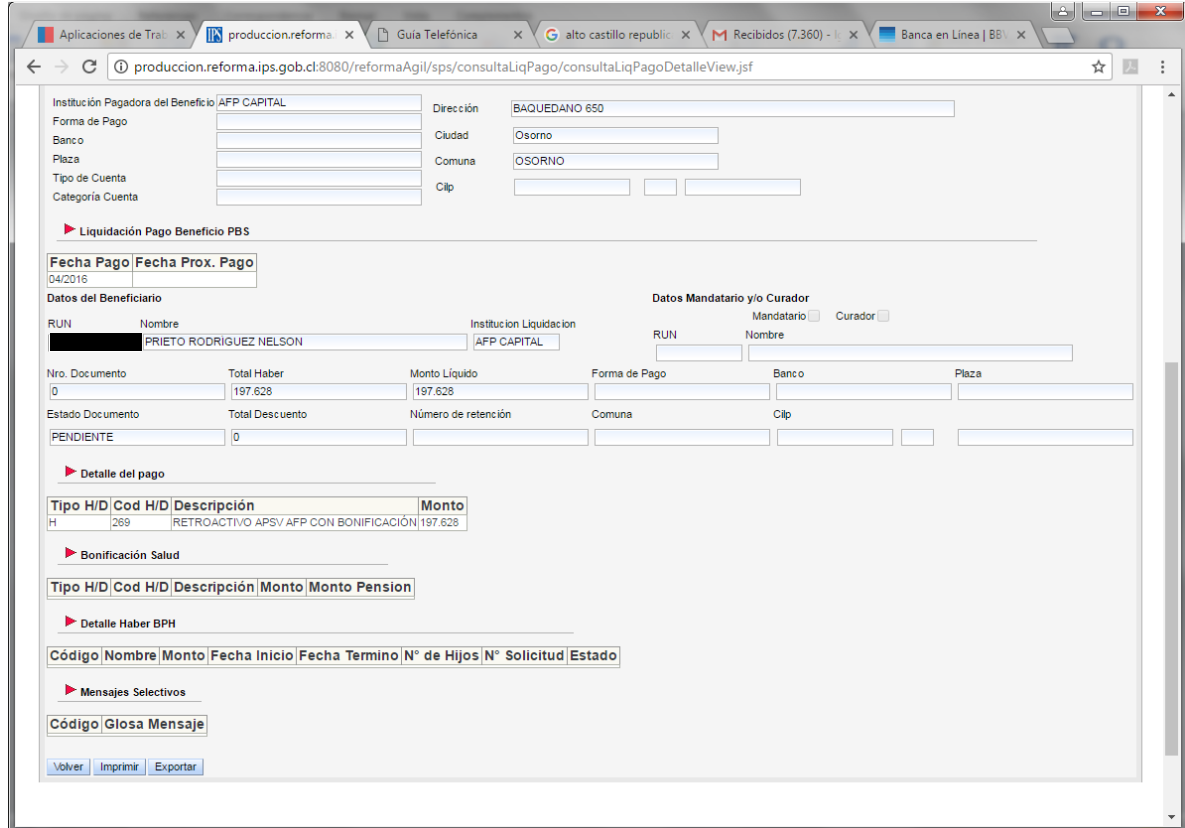 Aplicaciones de Trab
produccion.reforma.
Guía Telefónica
alto castillo republic
Recibidos (7.360) -
Banca en Línea | BBV
produccion.reforma.ips.gob.cl:8080/reformaAgil/sps/consultaLiqPago/consultaLiqPagoDetalleView.jsf
Institución Pagadora del Beneficio AFP CAPITAL
Dirección BAQUEDANO 650
Forma de Pago
Banco
Ciudad Osorno
Plaza
Comuna OSORNO
Tipo de Cuenta
Cilp
Categoría Cuenta
Liquidación Pago Beneficio PBS
Fecha Pago Fecha Prox. Pago
04/2016
Datos del Beneficiario Datos Mandatario y/o Curador
Mandatario Curador
RUN Nombre Institucion Liquidacion RUN Nombre
PRIETO RODRIGUEZ NELSON AFP CAPITAL
Nro. Documento Total Haber Monto Líquido Forma de Pago Banco Plaza
0 197.628 197.628
Estado Documento Total Descuento Número de retención Comuna Cilp
PENDIENTE 0
Detalle del pago
Tipo H/D Cod H/D Descripción Monto
H 269 RETROACTIVO APSV AFP CON BONIFICACIÓN 197.628
Bonificación Salud
Tipo H/D Cod H/D Descripción Monto Monto Pension
Detalle Haber BPH
Código Nombre Monto Fecha Inicio Fecha Termino N° de Hijos N° Solicitud Estado
Mensajes Selectivos
Código Glosa Mensaje
Volver Imprimir Exportar